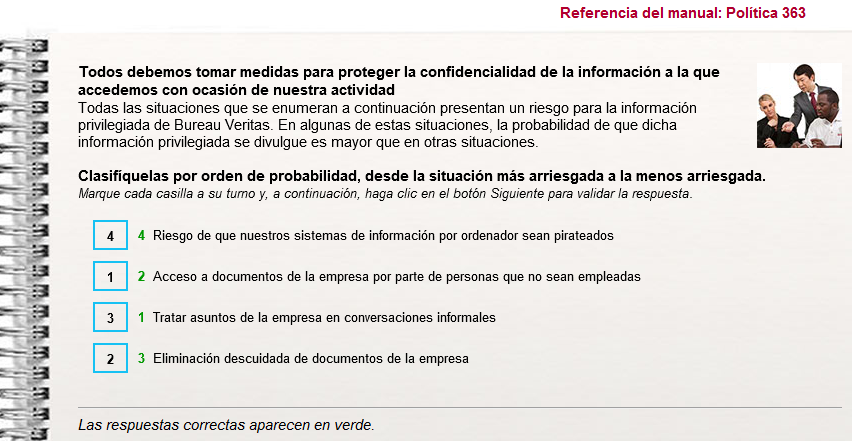 Referencia del manual: Política 363
Todos debemos tomar medidas para proteger la confidencialidad de la información a la que
accedemos con ocasión de nuestra actividad
Todas las situaciones que se enumeran a continuación presentan un riesgo para la información
privilegiada de Bureau Veritas. En algunas de estas situaciones, la probabilidad de que dicha
información privilegiada se divulgue es mayor que en otras situaciones.
Clasifíquelas por orden de probabilidad, desde la situación más arriesgada a la menos arriesgada.
Marque cada casilla a su turno y, a continuación, haga clic en el botón Siguiente para validar la respuesta.
4 4 Riesgo de que nuestros sistemas de información por ordenador sean pirateados
1 2 Acceso a documentos de la empresa por parte de personas que no sean empleadas
3 1 Tratar asuntos de la empresa en conversaciones informales
2 3 Eliminación descuidada de documentos de la empresa
Las respuestas correctas aparecen en verde.